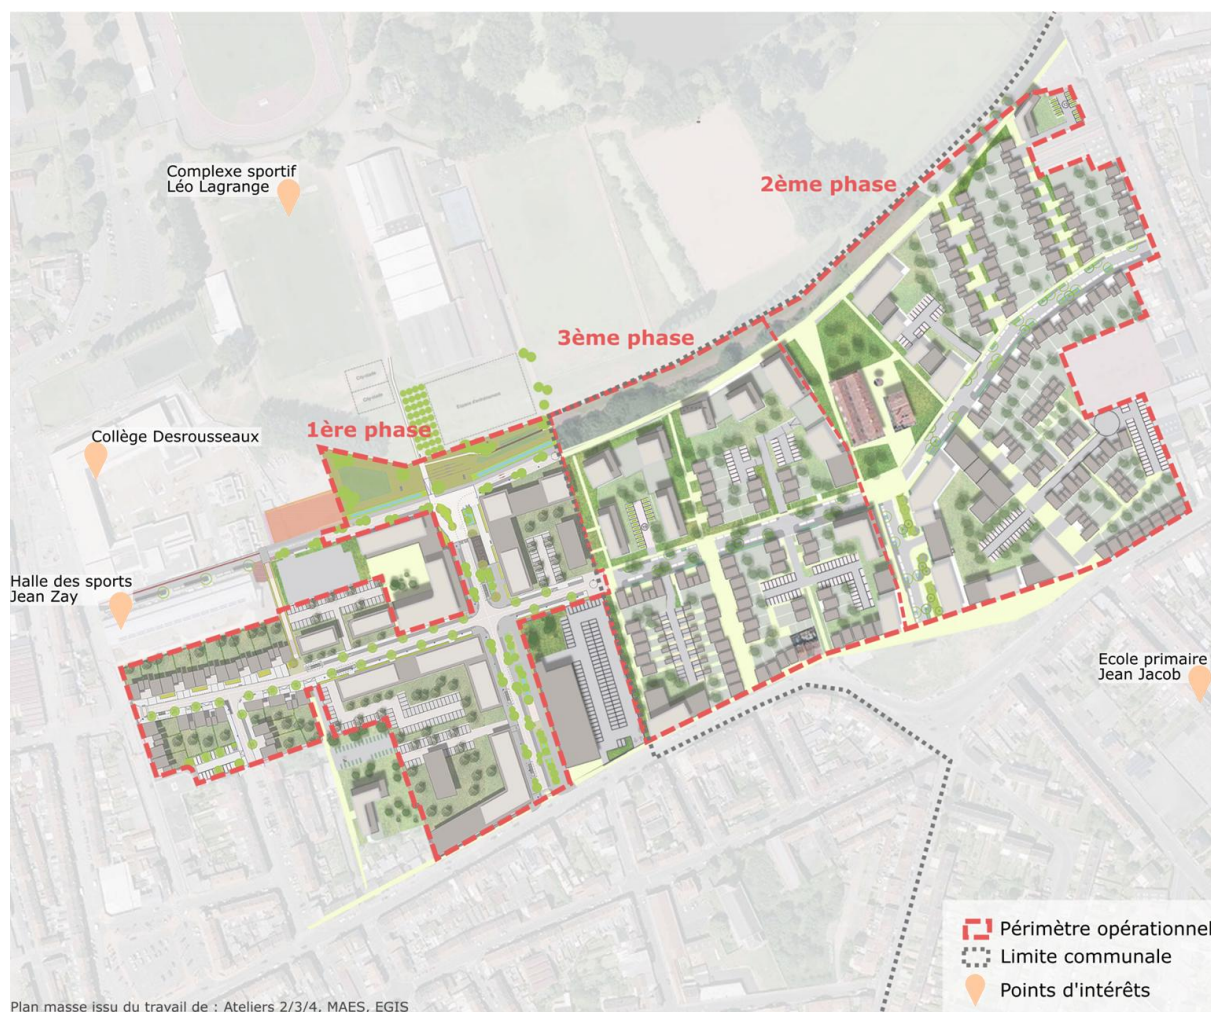 2ème phase
Complexe sportif
Léo Lagrange
3ème phase
1ère phase
Collège Desrousseaux
Halle des sports
Jean Zay
Ecole primaire
Jean Jacob
Périmètre opérationnel
Limite communale
Points d'intérêts
Plan masse issu du travail de : Ateliers 2/3/4, MAES, EGIS